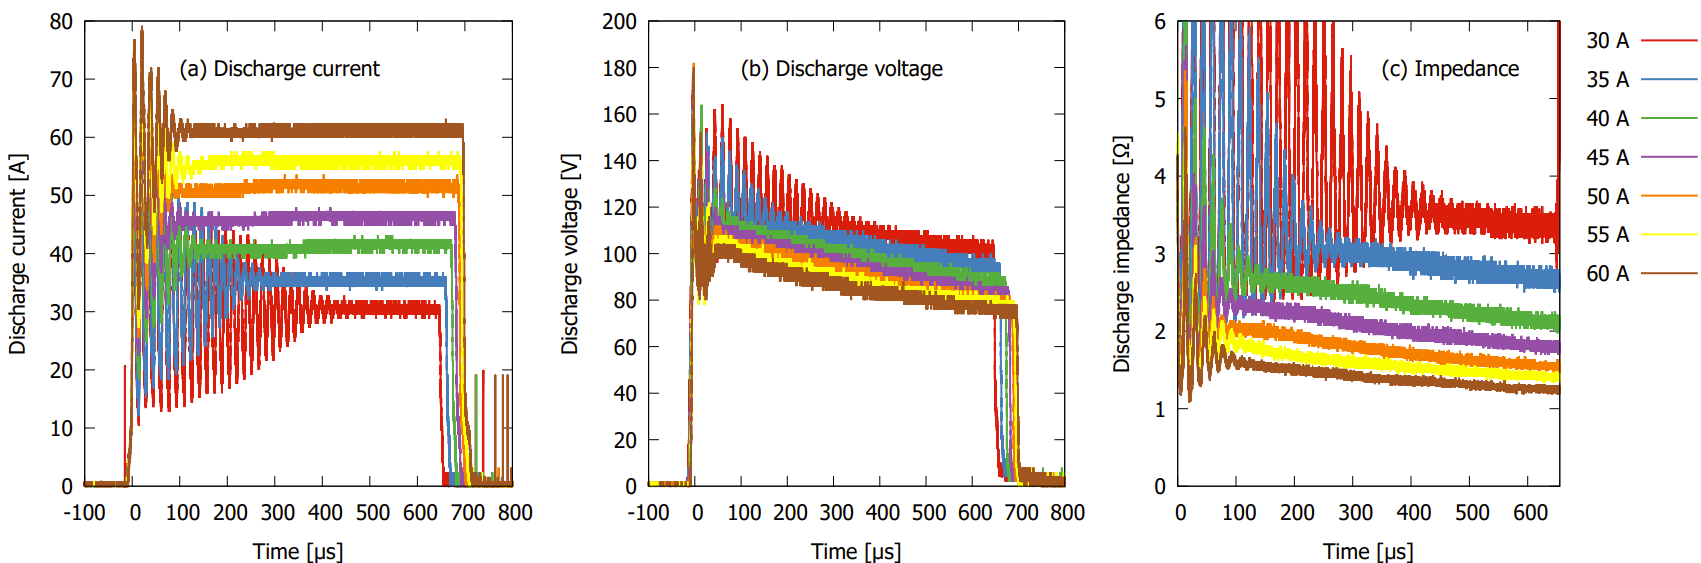 (a) Discharge current
Discharge current [A]
80
70
60
50
40
30
20
10
0
-100 0 100 200 300 400 500 600 700 800
Time [µs]
(b) Discharge voltage
Discharge voltage [V]
200
180
160
140
120
100
80
60
40
20
0
-100 0 100 200 300 400 500 600 700 800
Time [µs]
(c) Impedance
Discharge impedance [Ω]
6
5
4
3
2
1
0
0 100 200 300 400 500 600
Time [µs]
30 A
35 A
40 A
45 A
50 A
55 A
60 A